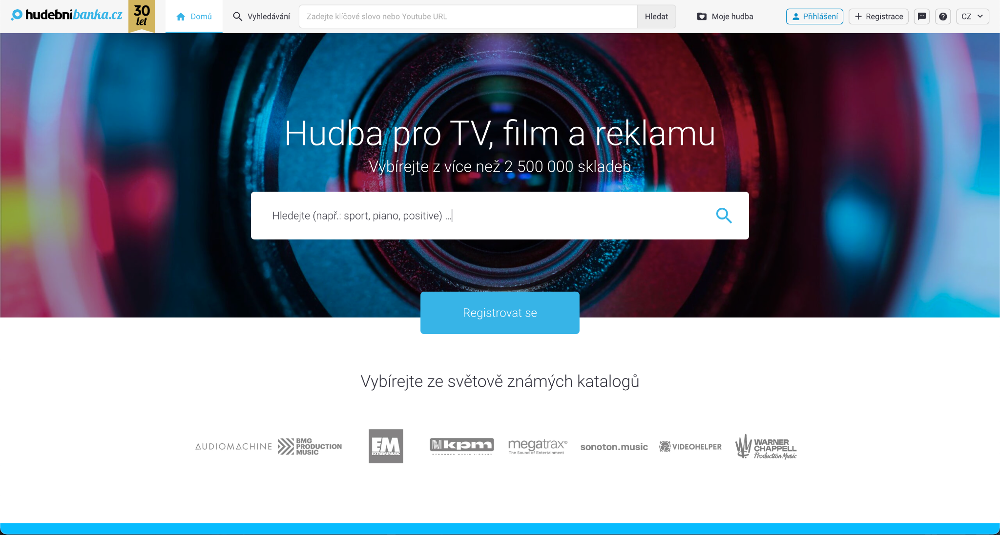 hudebníbanka.cz
30
let
Domů
Vyhledávání
Zadejte klíčové slovo nebo Youtube URL
Hledat
Moje hudba
Přihlášení
Registrace
CZ
Hudba pro TV, film a reklamu
Vybírejte z více než 2 500 000 skladeb
Hledejte (např.: sport, piano, positive) ...
Registrovat se
Vybírejte ze světově známých katalogů
AUDIOMACHINE
BMG
PRODUCTION
MUSIC
EM
EXTREMEMUSIC
kpm
megatrax®
The Sound of Entertainment
sonoton.music
VIDEOHELPER
WARNER
CHAPPELL
Production Music